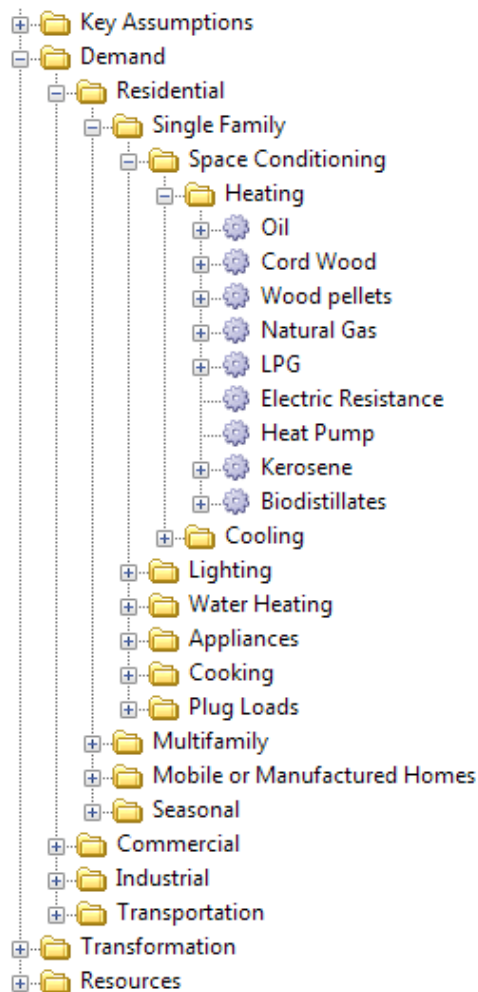 Key Assumptions
Demand
Residential
Single Family
Space Conditioning
Heating
Oil
Cord Wood
Wood pellets
Natural Gas
LPG
Electric Resistance
Heat Pump
Kerosene
Biodistillates
Cooling
Lighting
Water Heating
Appliances
Cooking
Plug Loads
Multifamily
Mobile or Manufactured Homes
Seasonal
Commercial
Industrial
Transportation
Transformation
Resources